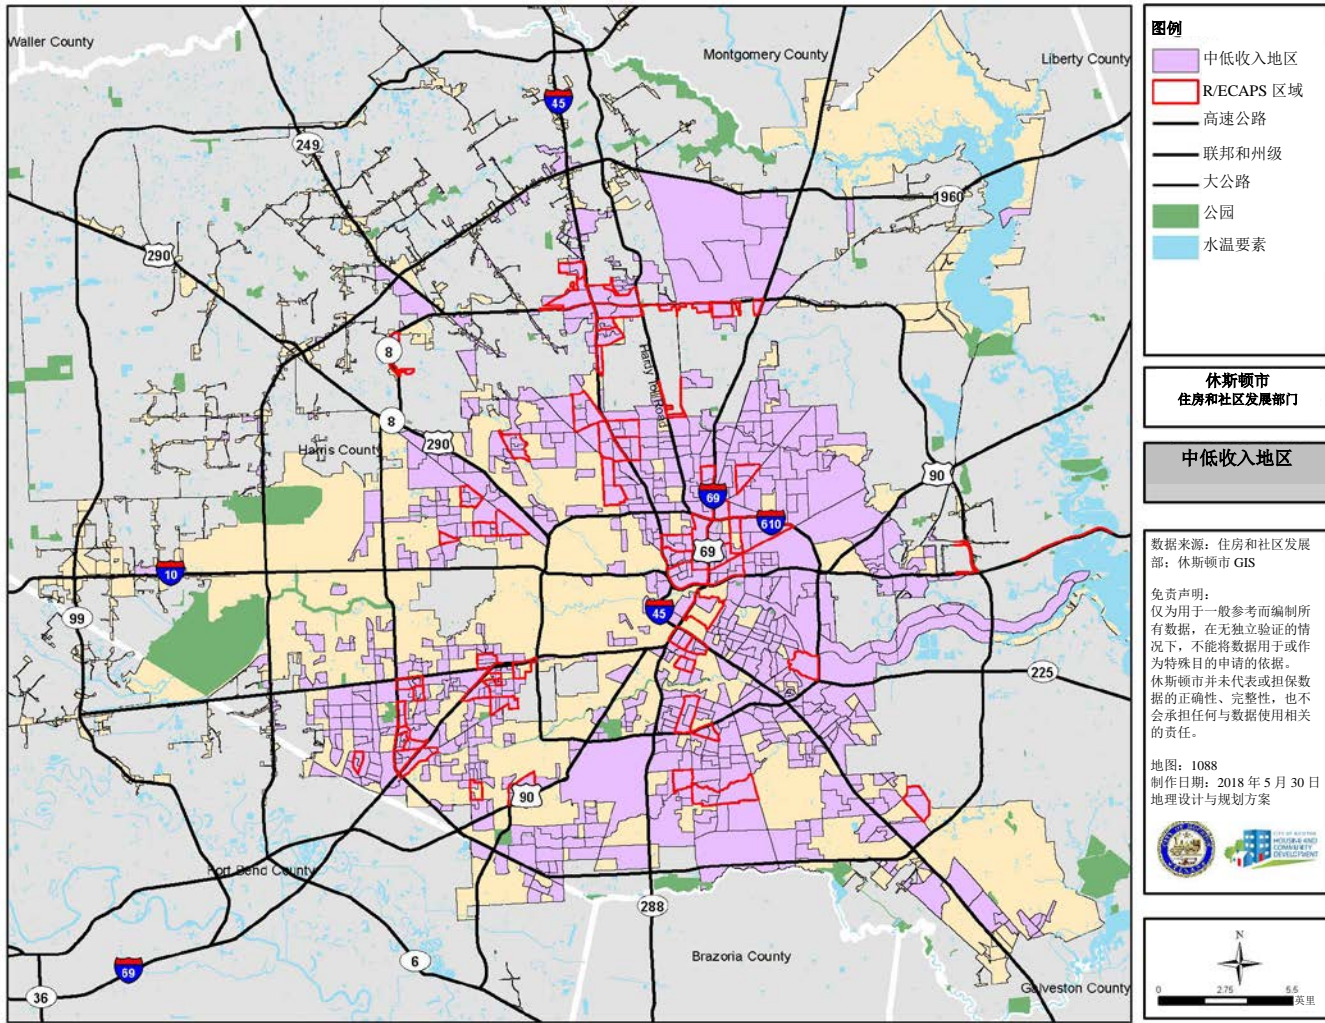 Waller County
Montgomery County
Liberty County
45
249
1960
290
8
Hardy Toll Road
8
290
Harris County
90
69
610
69
10
45
99
225
90
Fort Bend County
288
6
Brazoria County
69
36
Galveston County
图例
中低收入地区
R/ECAPS 区域
高速公路
联邦和州级
大公路
公园
水温要素
休斯顿市
住房和社区发展部门
中低收入地区
数据来源：住房和社区发展
部：休斯顿市 GIS
免责声明：
仅为用于一般参考而编制所
有数据，在无独立验证的情
况下，不能将数据用于或作
为特殊目的申请的依据。
休斯顿市并未代表或担保数
据的正确性、完整性，也不
会承担任何与数据使用相关
的责任。
地图：1088
制作日期：2018 年 5 月 30 日
地理设计与规划方案
CITY OF HOUSTON
HOUSING AND
COMMUNITY
DEVELOPMENT
N
0 2.75 5.5
英里